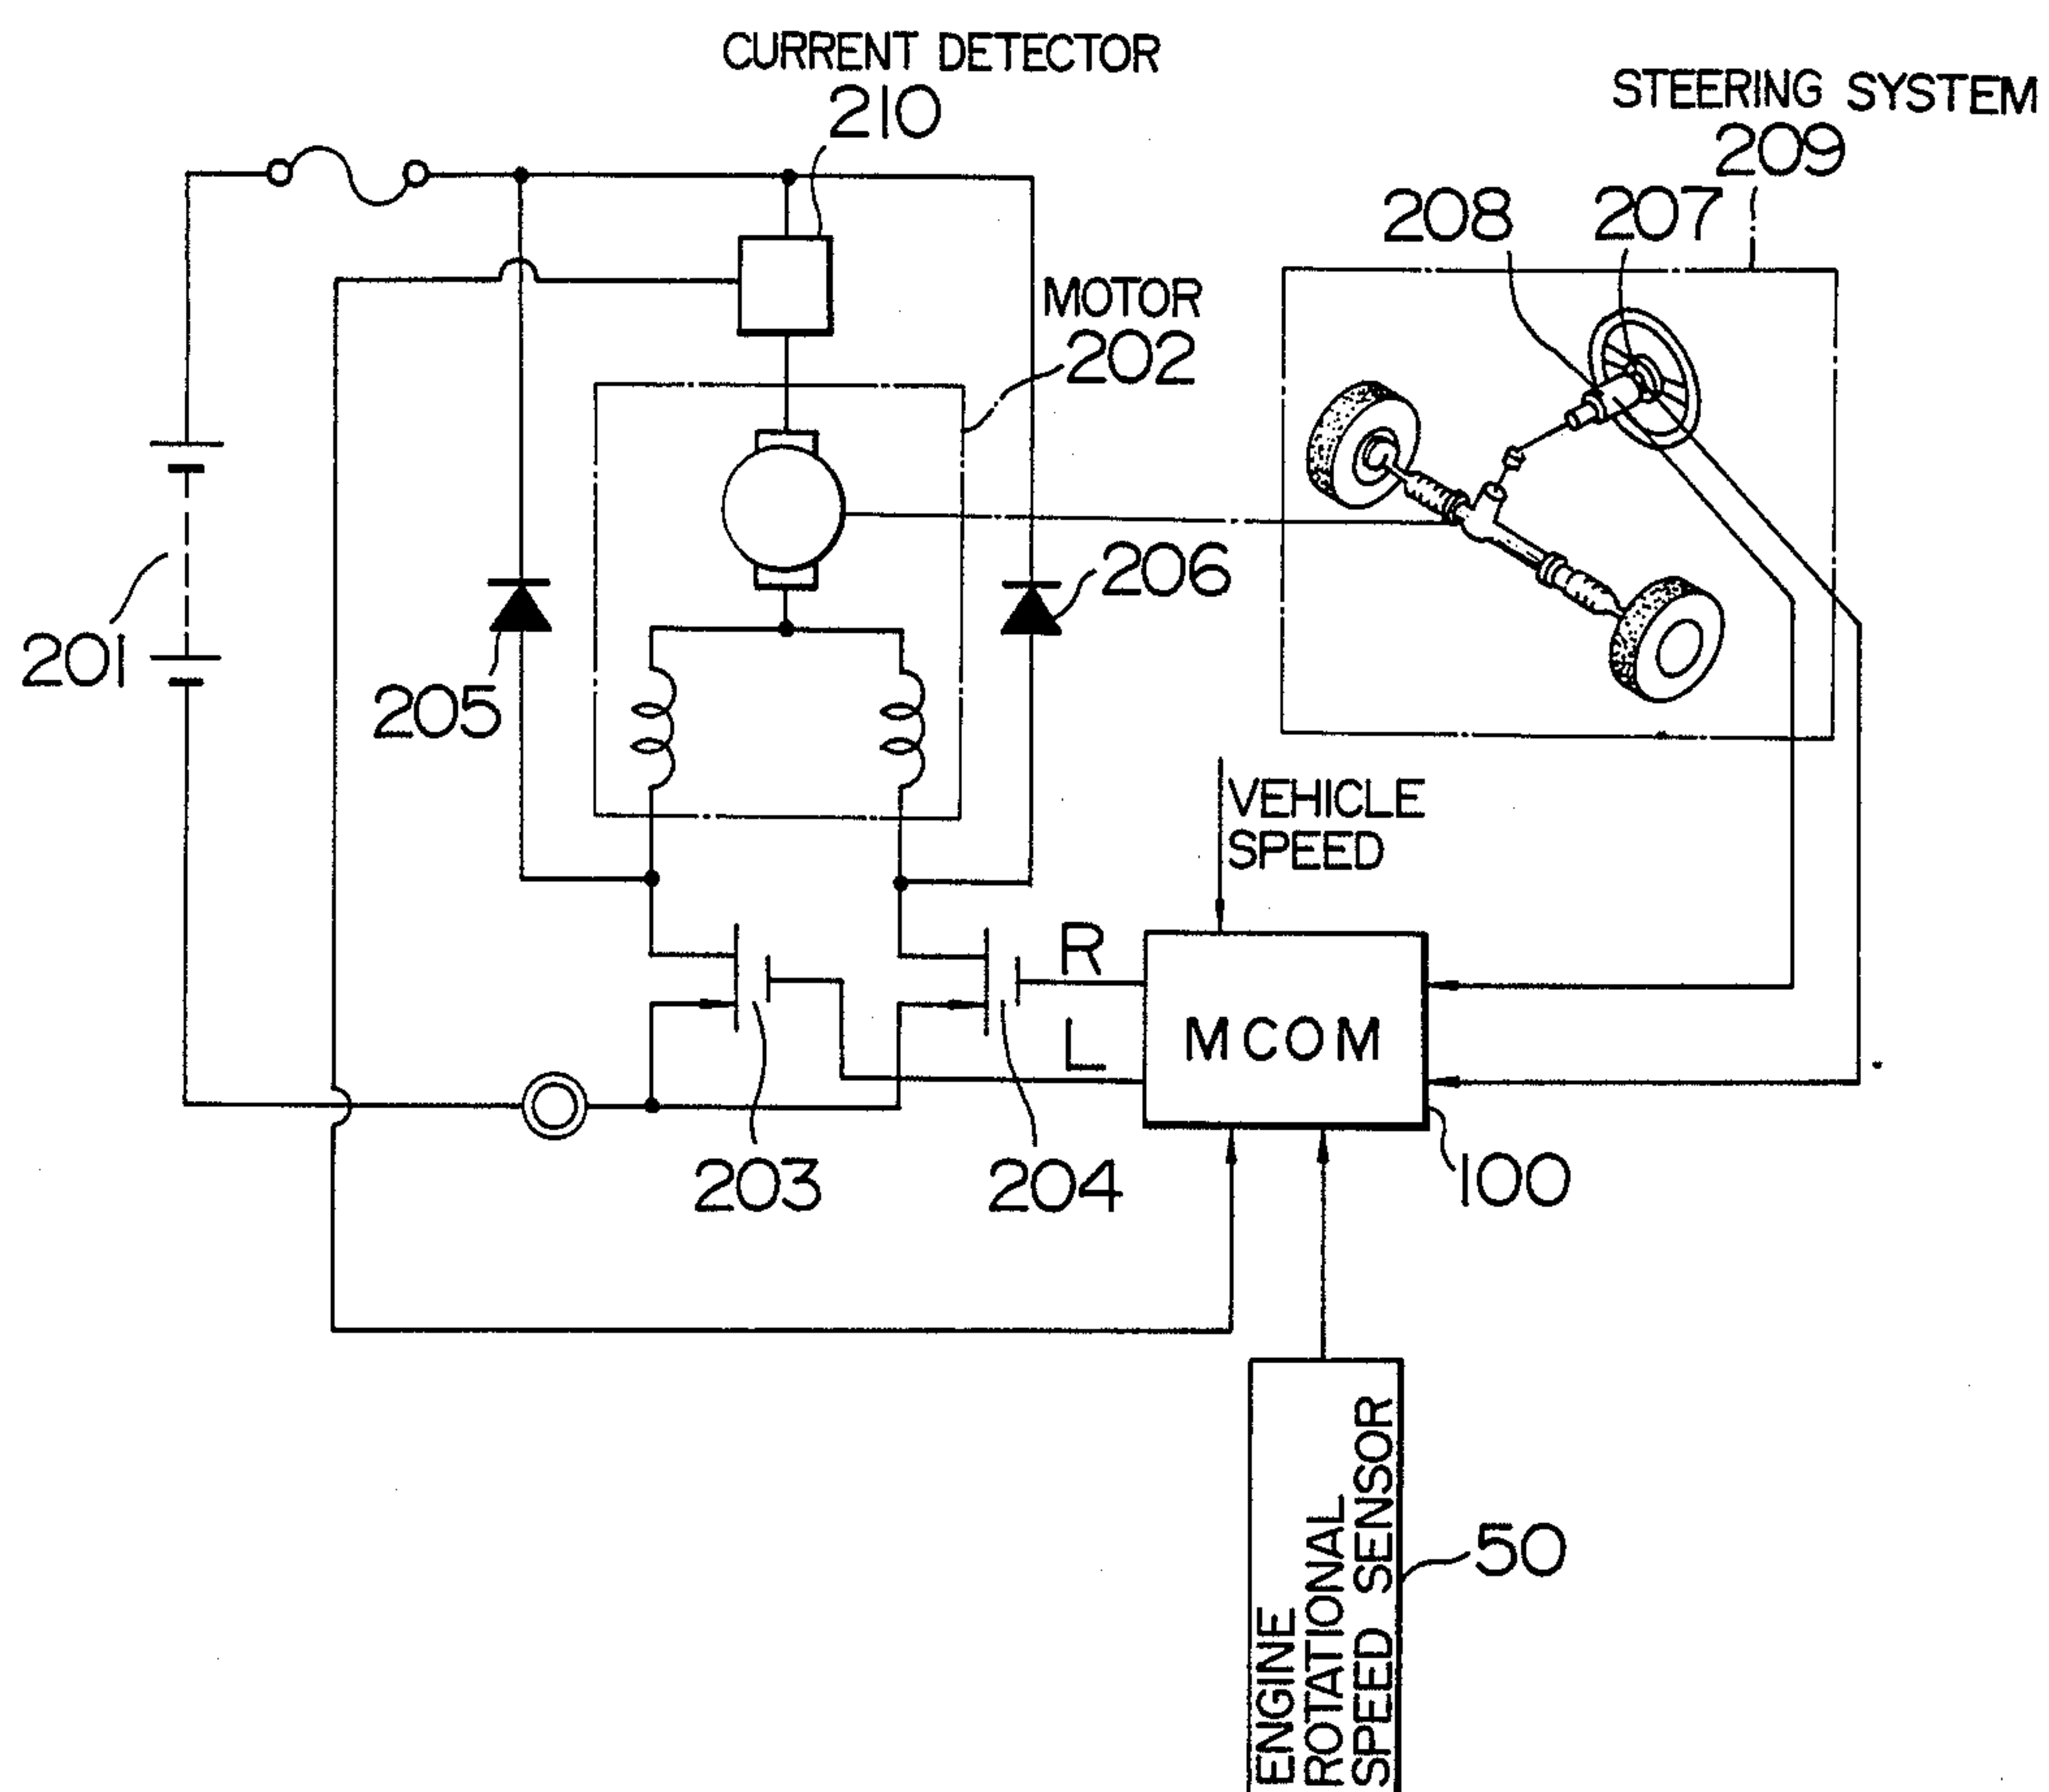 CURRENT DETECTOR
210
STEERING SYSTEM
209
208
207
MOTOR
202
201
205
206
VEHICLE
SPEED
R
L
MCOM
203
204
100
50
ENGINE
ROTATIONAL
SPEED SENSOR